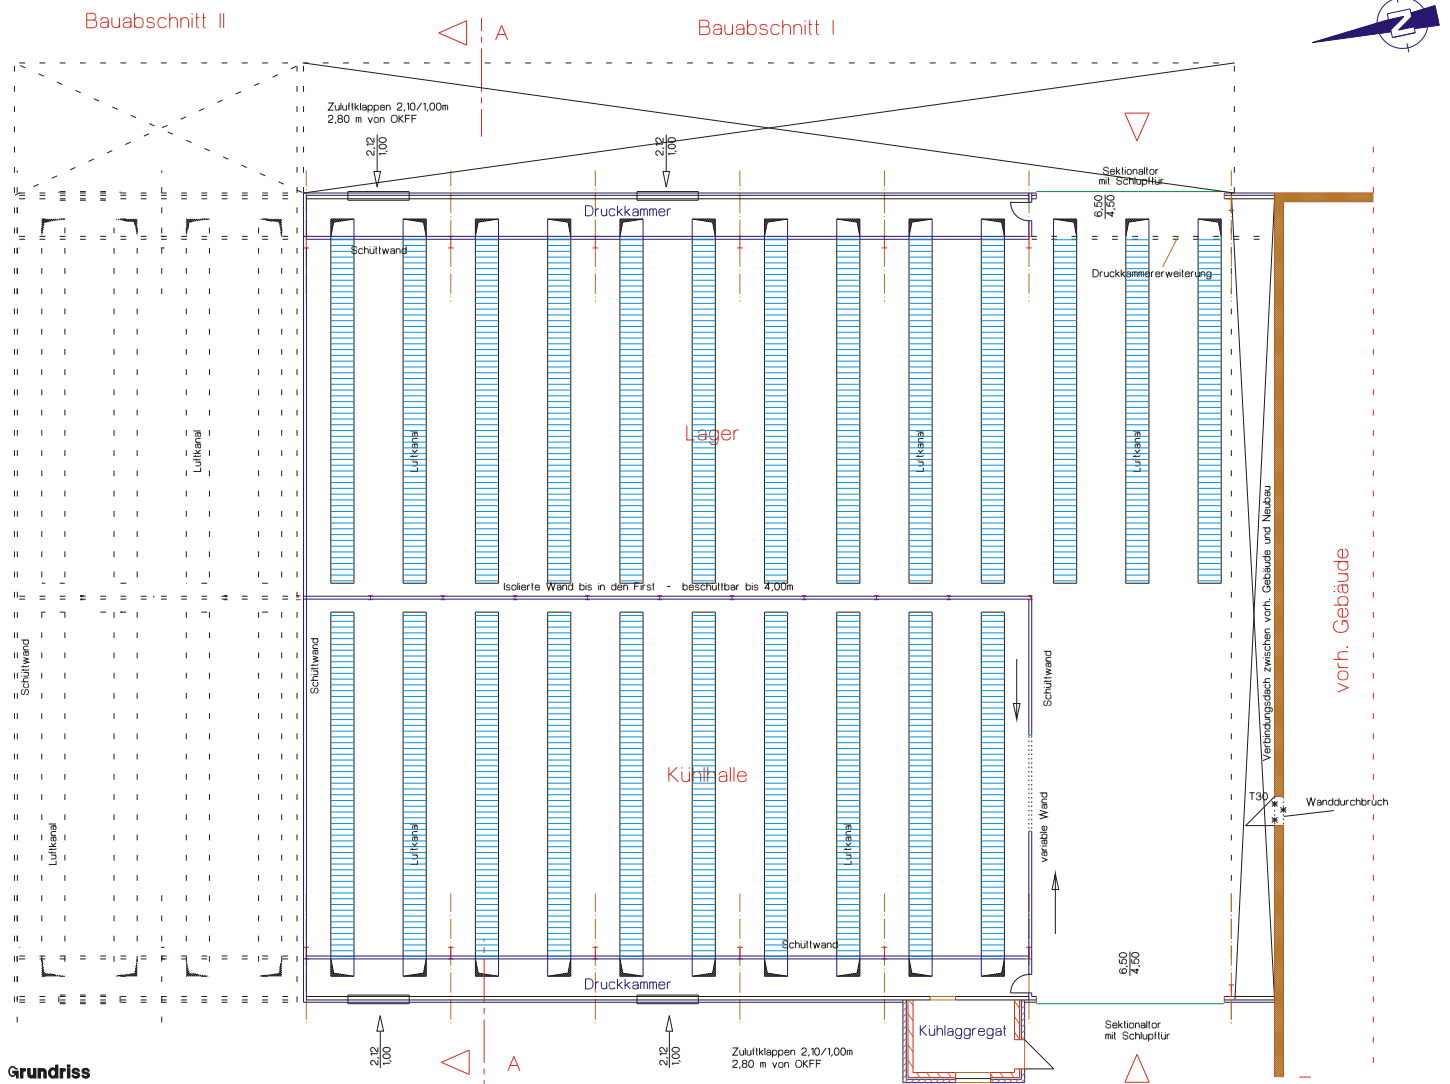 Bauabschnitt II
A
Bauabschnitt I
N
Zuluftklappen 2,10/1,00m
2,80 m von OKFF
2,12
1,00
2,12
1,00
Sektionaltor
mit Schlupftür
6,50
4,50
Druckkammer
Schüttwand
Druckkammererweiterung
Lager
Luftkanal
Luftkanal
Luftkanal
Luftkanal
Verbindungsdach zwischen vorh. Gebäude und Neubau
vorh. Gebäude
Isolierte Wand bis in den First - beschüttbar bis 4,00m
Schüttwand
Schüttwand
Schüttwand
Kühlhalle
T30
Wanddurchbruch
variable Wand
Luftkanal
Luftkanal
Luftkanal
Schüttwand
Druckkammer
6,50
4,50
Kühlaggregat
Sektionaltor
mit Schlupftür
2,12
1,00
2,12
1,00
Zuluftklappen 2,10/1,00m
2,80 m von OKFF
A
Grundriss